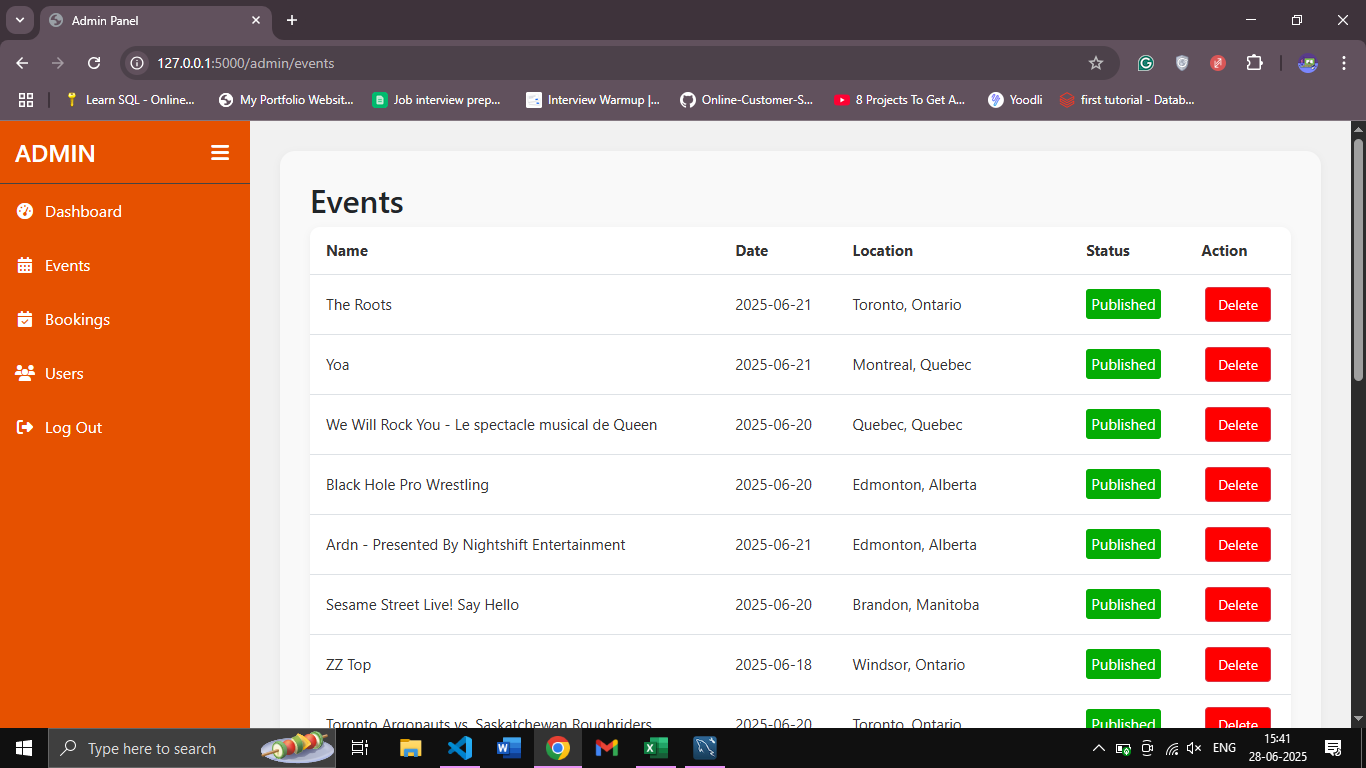 Admin Panel
127.0.0.1:5000/admin/events
Learn SQL - Online... My Portfolio Websit... Job interview prep... Interview Warmup |... Online-Customer-S... 8 Projects To Get A... Yoodli first tutorial - Datab...
ADMIN
Dashboard
Events
Bookings
Users
Log Out
Events
Name Date Location Status Action
The Roots 2025-06-21 Toronto, Ontario Published Delete
Yoa 2025-06-21 Montreal, Quebec Published Delete
We Will Rock You - Le spectacle musical de Queen 2025-06-20 Quebec, Quebec Published Delete
Black Hole Pro Wrestling 2025-06-20 Edmonton, Alberta Published Delete
Ardn - Presented By Nightshift Entertainment 2025-06-21 Edmonton, Alberta Published Delete
Sesame Street Live! Say Hello 2025-06-20 Brandon, Manitoba Published Delete
ZZ Top 2025-06-18 Windsor, Ontario Published Delete
Toronto Argonauts vs. Saskatchewan Roughriders 2025-06-20 Toronto, Ontario Published Delete
Type here to search
ENG
15:41
28-06-2025